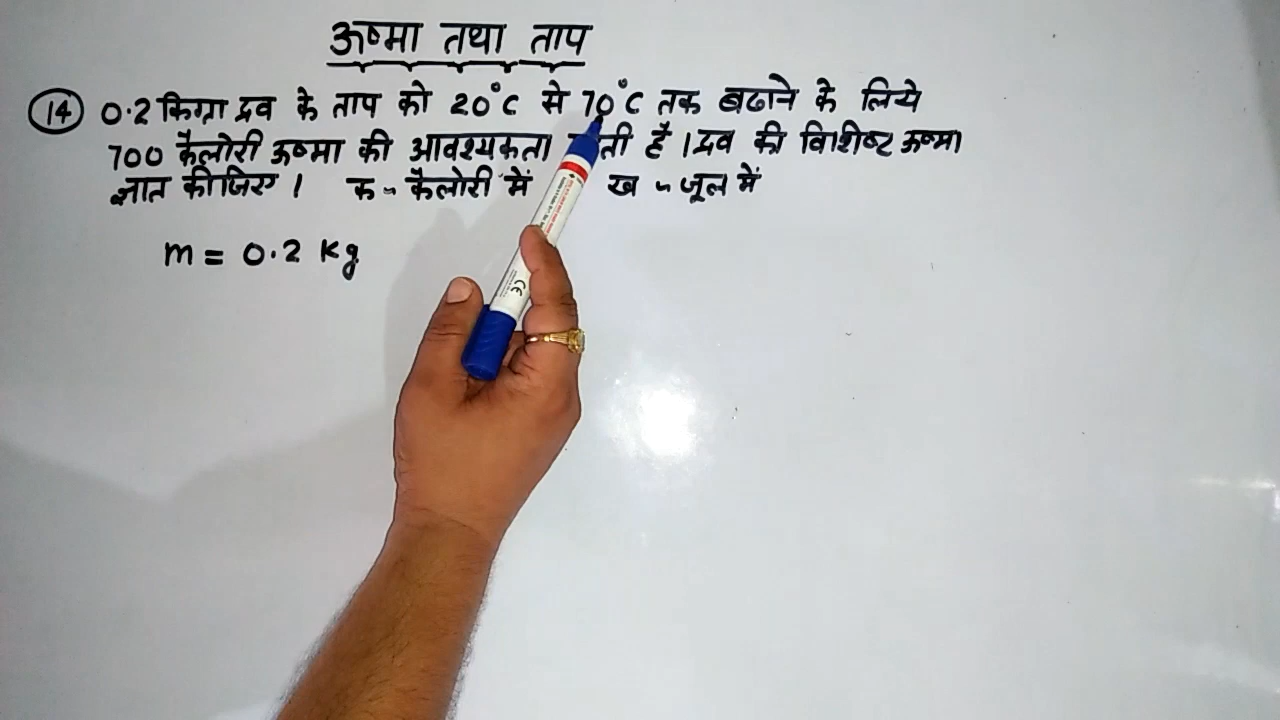 ऊष्मा तथा ताप
14 0.2 किग्रा द्रव के ताप को 20°C से 70°C तक बढाने के लिये
700 कैलोरी ऊष्मा की आवश्यकता है । द्रव की विशिष्ट ऊष्मा
ज्ञात कीजिए । क - कैलोरी में ख - जूल में
m = 0.2 Kg
CE